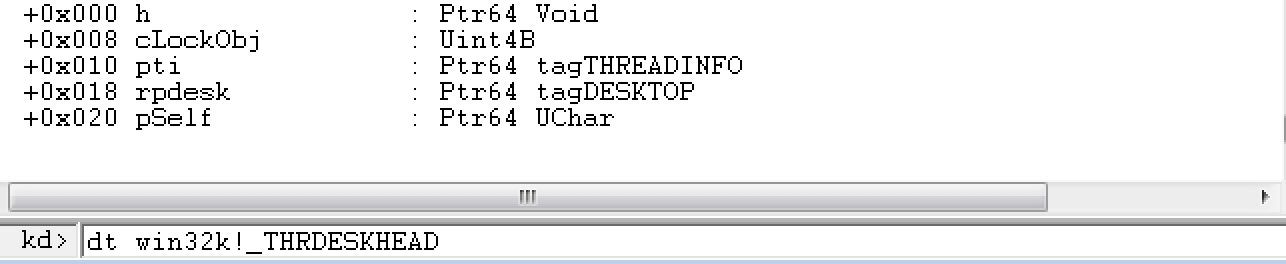 +0x000 h : Ptr64 Void
+0x008 cLockObj : Uint4B
+0x010 pti : Ptr64 tagTHREADINFO
+0x018 rpdesk : Ptr64 tagDESKTOP
+0x020 pSelf : Ptr64 UChar
kd> dt win32k!_THRDESKHEAD